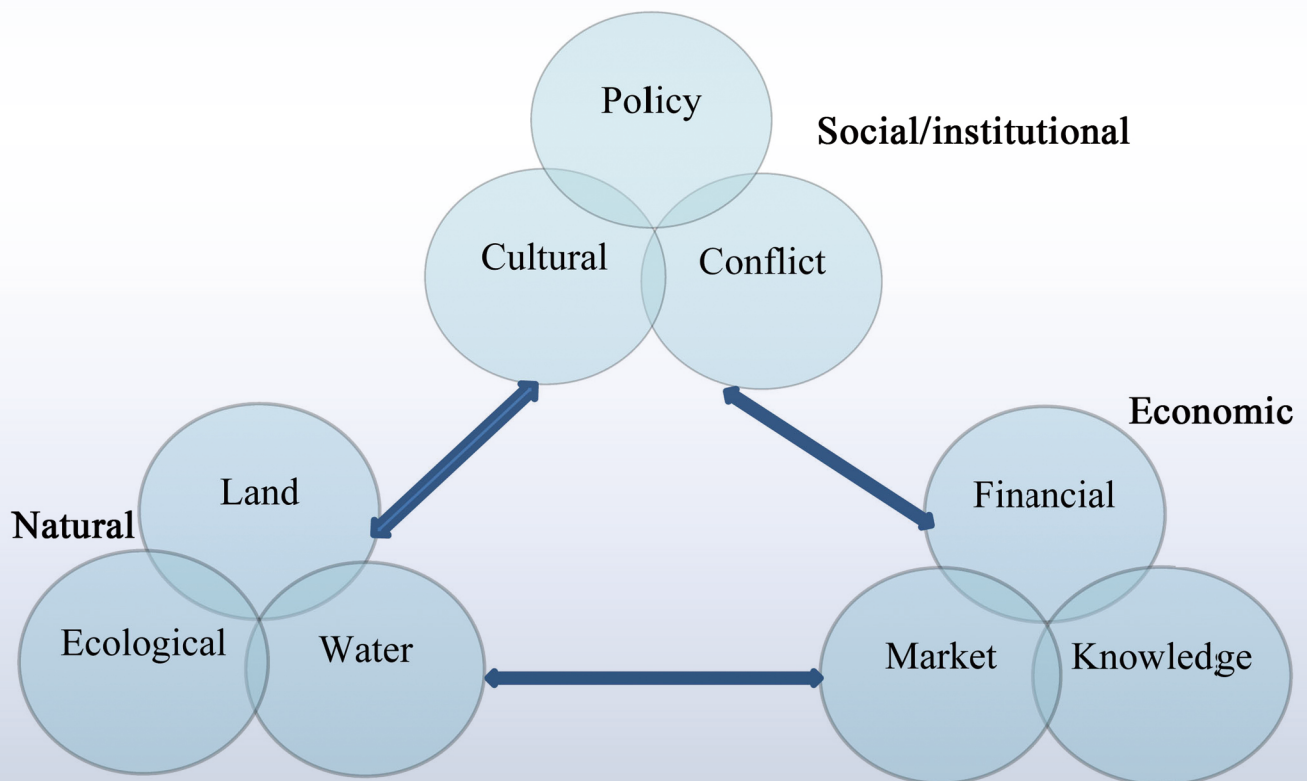 Policy
Social/institutional
Cultural
Conflict
Economic
Land
Financial
Natural
Ecological
Water
Market
Knowledge